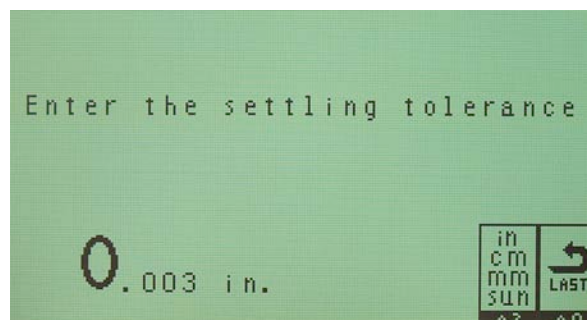 Enter the settling tolerance
0.003 in.
in
cm
mm
sun
LAST